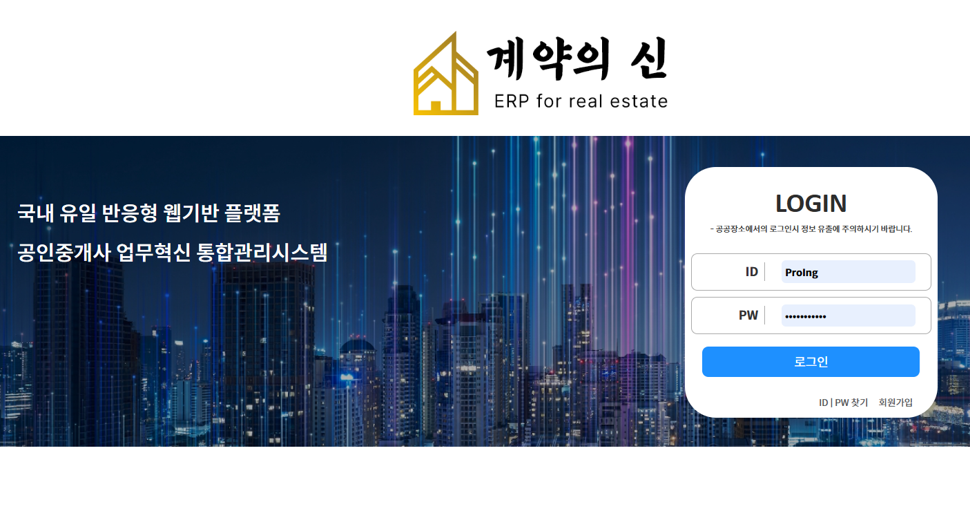 계약의 신
ERP for real estate
국내 유일 반응형 웹기반 플랫폼
공인중개사 업무혁신 통합관리시스템
LOGIN
- 공공장소에서의 로그인시 정보 유출에 주의하시기 바랍니다.
ID ProIng
PW •••••••••••
로그인
ID | PW 찾기 회원가입